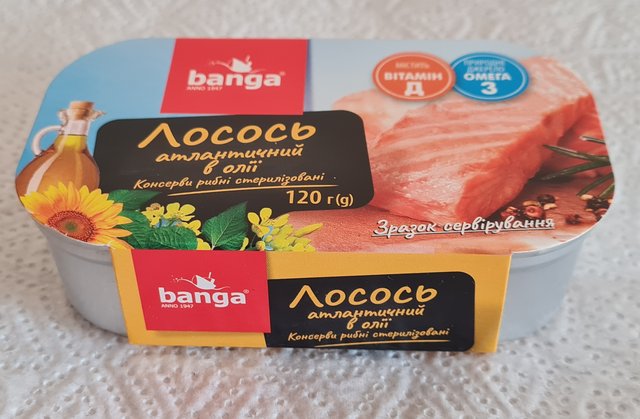 banga®
ANNO 1947
МІСТИТЬ
ВІТАМІН
Д
ПРИРОДНЕ
ДЖЕРЕЛО
ОМЕГА
3
Лосось
атлантичний
в олії
Консерви рибні стерилізовані
120 г(g)
Зразок сервірування
banga®
ANNO 1947
Лосось
атлантичний
в олії
Консерви рибні стерилізовані